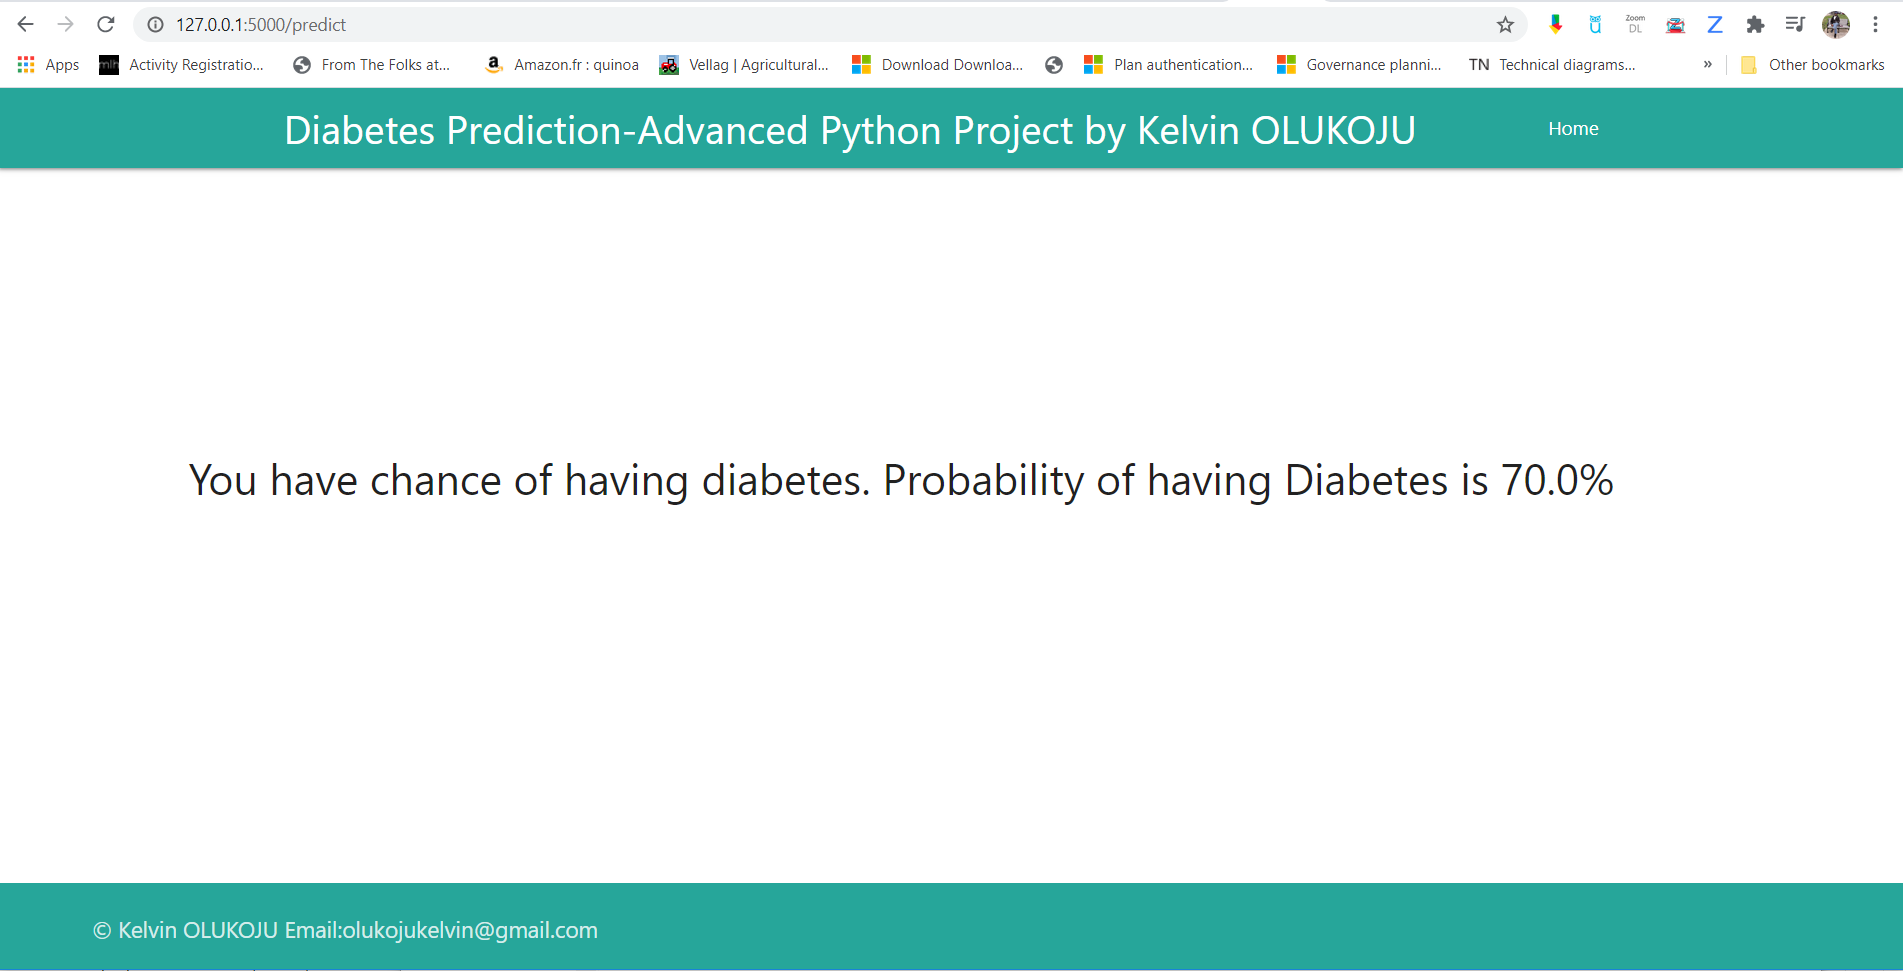 127.0.0.1:5000/predict
Zoom
DL
Apps
mlh
Activity Registratio...
From The Folks at...
Amazon.fr : quinoa
Vellag | Agricultural...
Download Downloa...
Plan authentication...
Governance planni...
TN
Technical diagrams...
»
Other bookmarks
Diabetes Prediction-Advanced Python Project by Kelvin OLUKOJU
Home
You have chance of having diabetes. Probability of having Diabetes is 70.0%
© Kelvin OLUKOJU Email:olukojukelvin@gmail.com